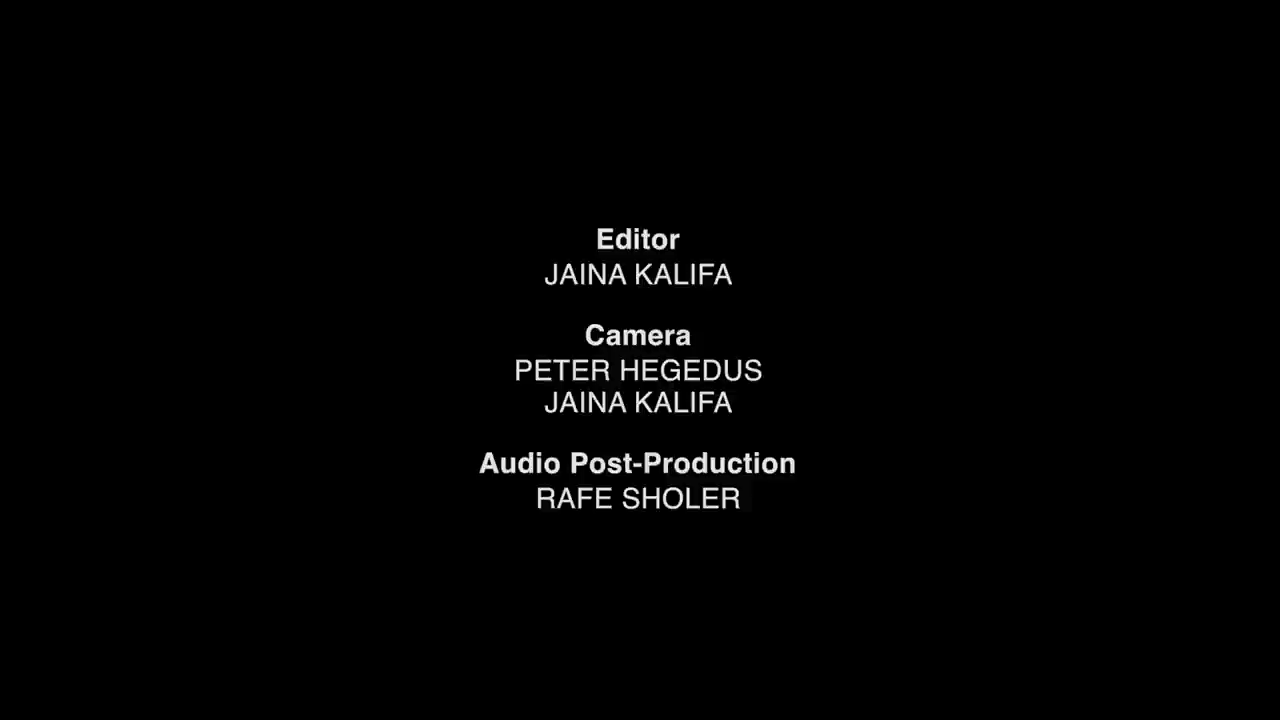 Editor
JAINA KALIFA
Camera
PETER HEGEDUS
JAINA KALIFA
Audio Post-Production
RAFE SHOLER